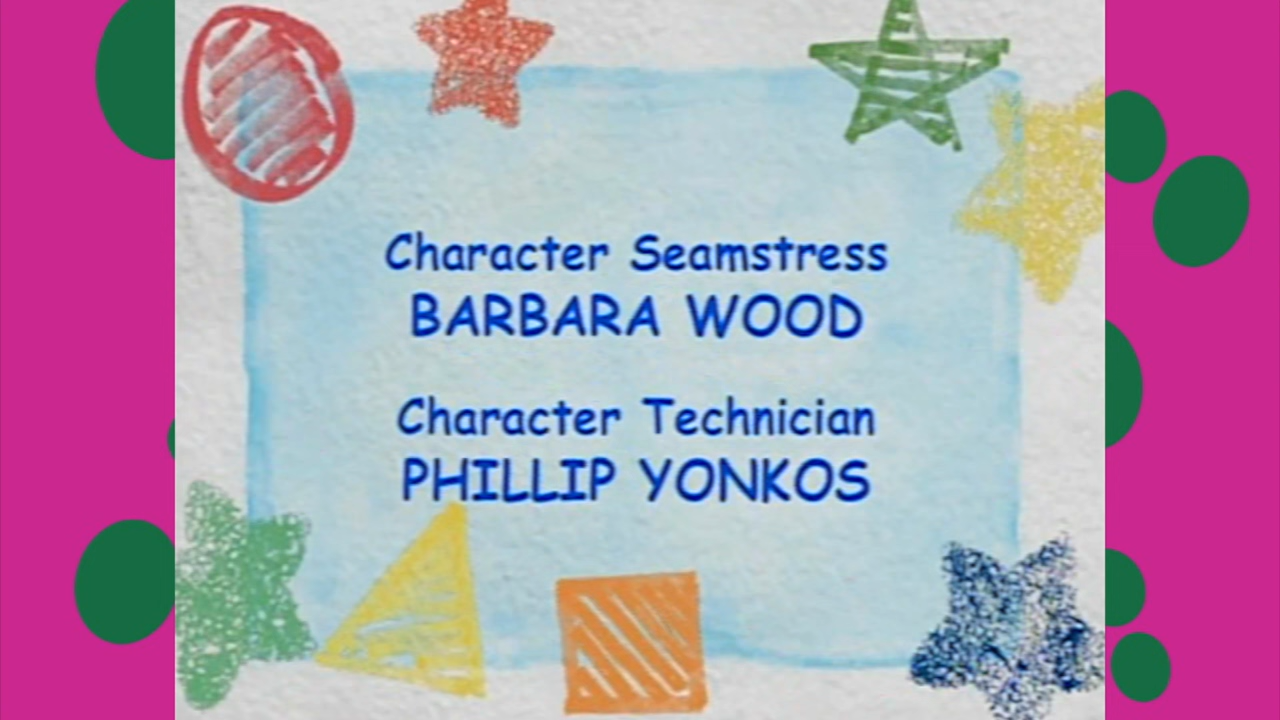 Character Seamstress
BARBARA WOOD
Character Technician
PHILLIP YONKOS